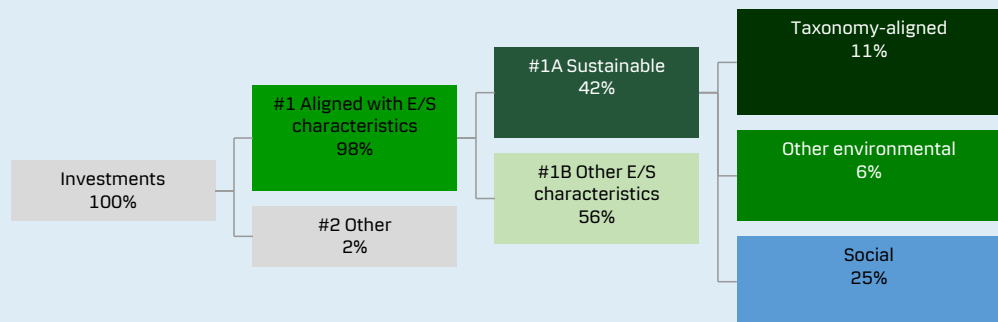 Investments
100%
#1 Aligned with E/S
characteristics
98%
#2 Other
2%
#1A Sustainable
42%
#1B Other E/S
characteristics
56%
Taxonomy-aligned
11%
Other environmental
6%
Social
25%